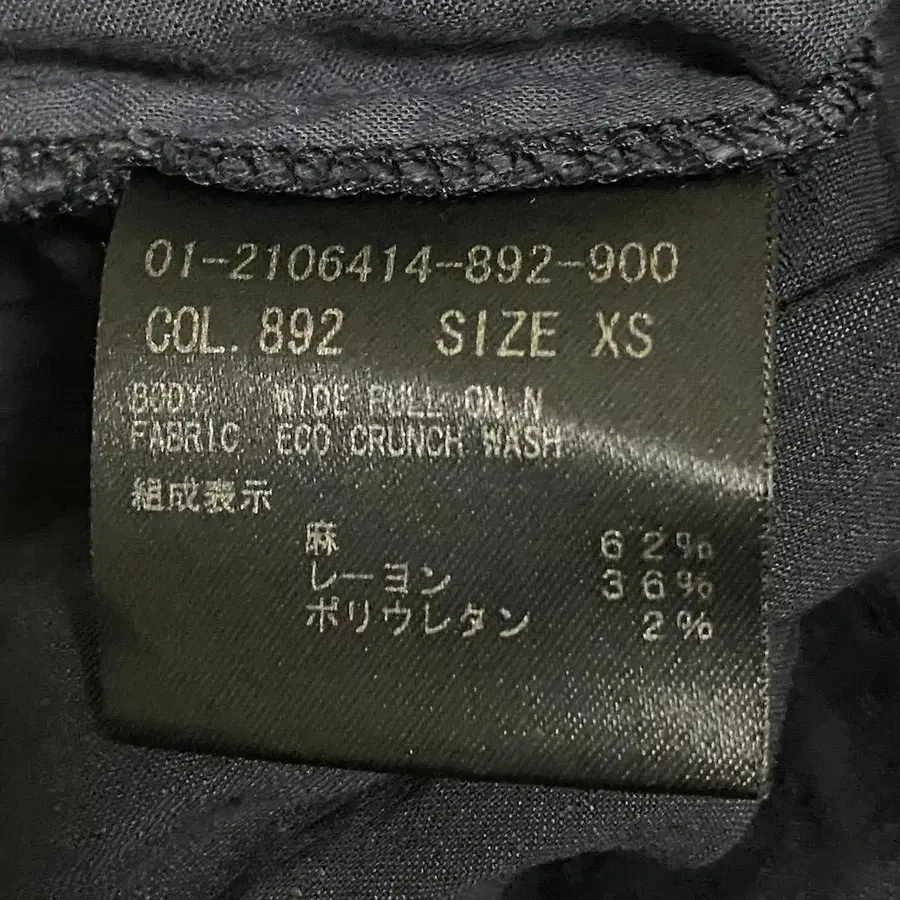 01-2106414-892-900
COL. 892 SIZE XS
BODY WIDE PULL ON N
FABRIC ECO CRUNCH WASH
組成表示
麻 62%
レーヨン 36%
ポリウレタン 2%